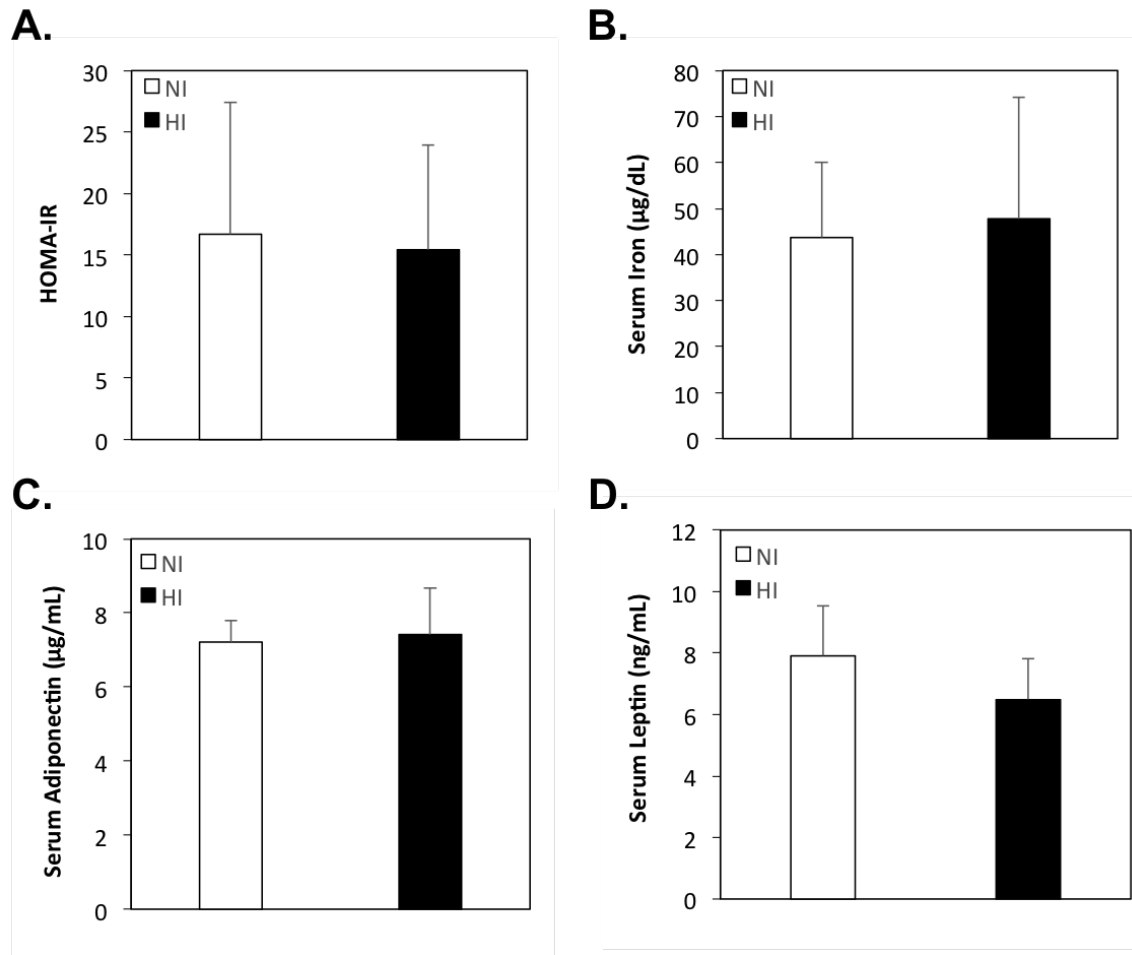 A.
HOMA-IR
30
25
20
15
10
5
0
NI
HI
B.
Serum Iron (µg/dL)
80
70
60
50
40
30
20
10
0
NI
HI
C.
Serum Adiponectin (µg/mL)
10
8
6
4
2
0
NI
HI
D.
Serum Leptin (ng/mL)
12
10
8
6
4
2
0
NI
HI